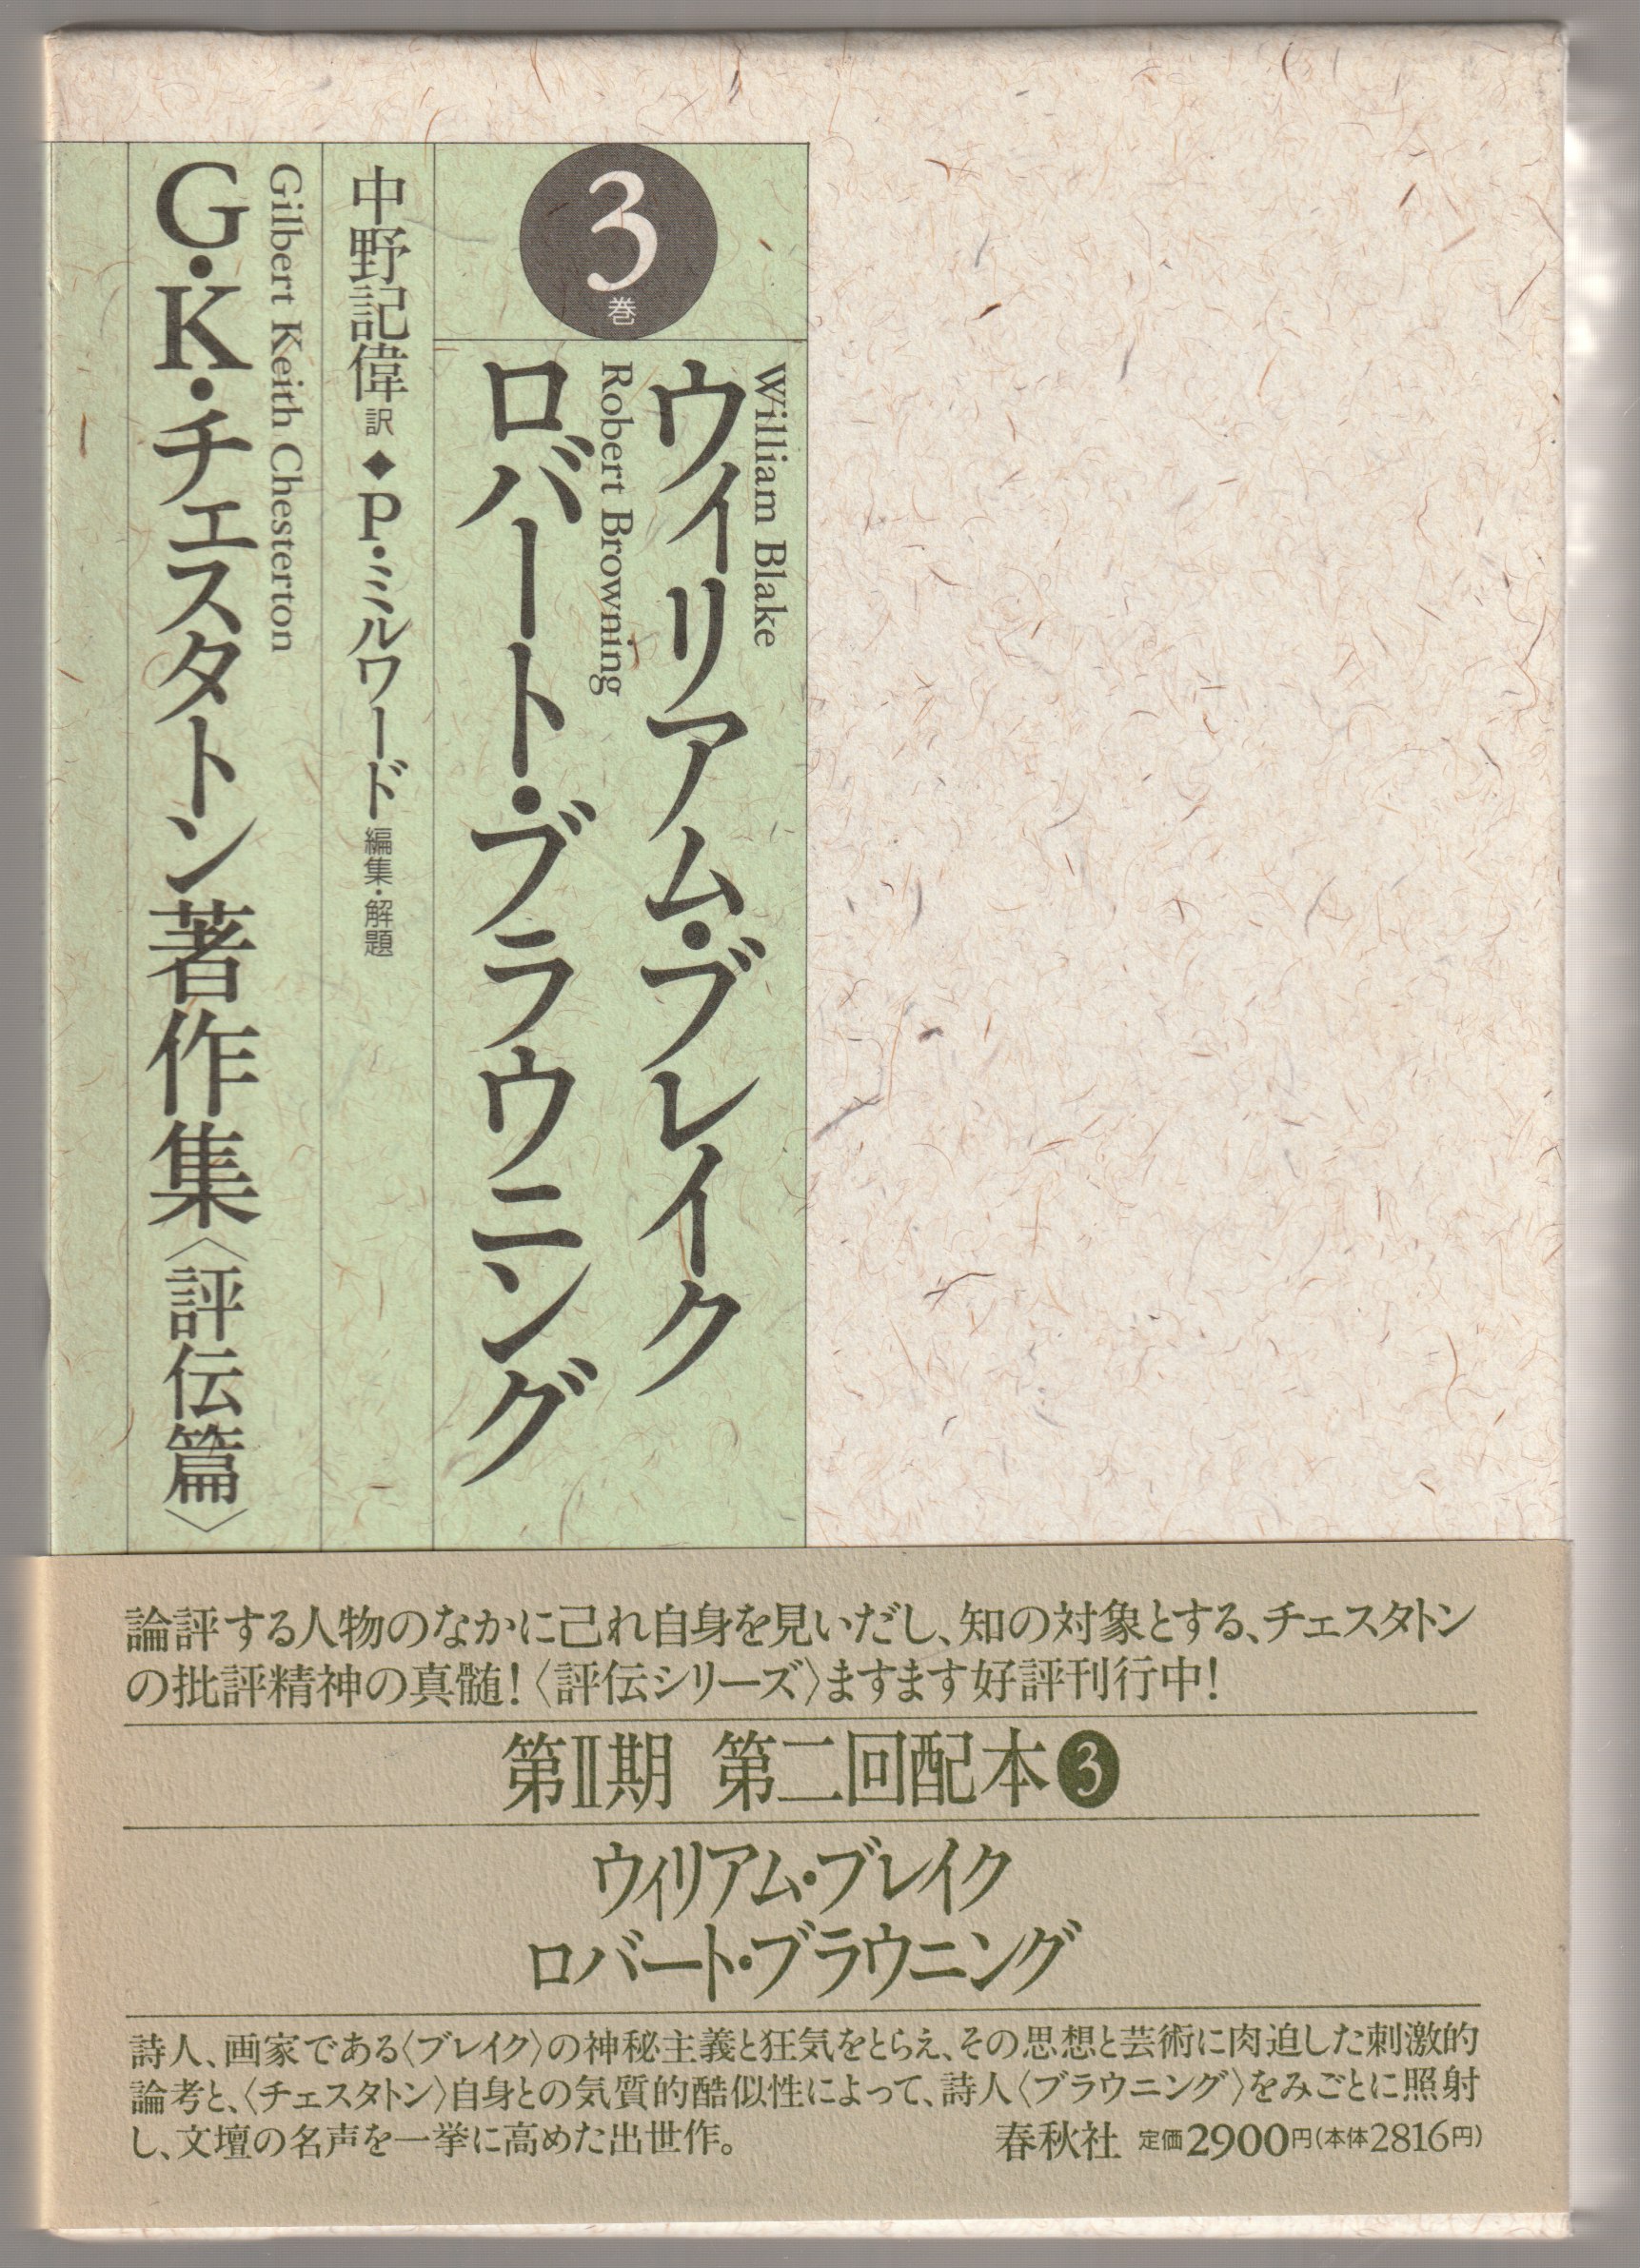 3
巻
William Blake
ウィリアム・ブレイク
Robert Browning
ロバート・ブラウニング
中野記偉 訳◆P・ミルワード 編集・解題
Gilbert Keith Chesterton
G・K・チェスタトン著作集〈評伝篇〉
論評する人物のなかに己れ自身を見いだし、知の対象とする、チェスタトン
の批評精神の真髄！〈評伝シリーズ〉ますます好評刊行中！
第II期 第二回配本❸
ウィリアム・ブレイク
ロバート・ブラウニング
詩人、画家である〈ブレイク〉の神秘主義と狂気をとらえ、その思想と芸術に肉迫した刺激的
論考と、〈チェスタトン〉自身との気質的酷似性によって、詩人〈ブラウニング〉をみごとに照射
し、文壇の名声を一挙に高めた出世作。 春秋社 定価2900円(本体2816円)